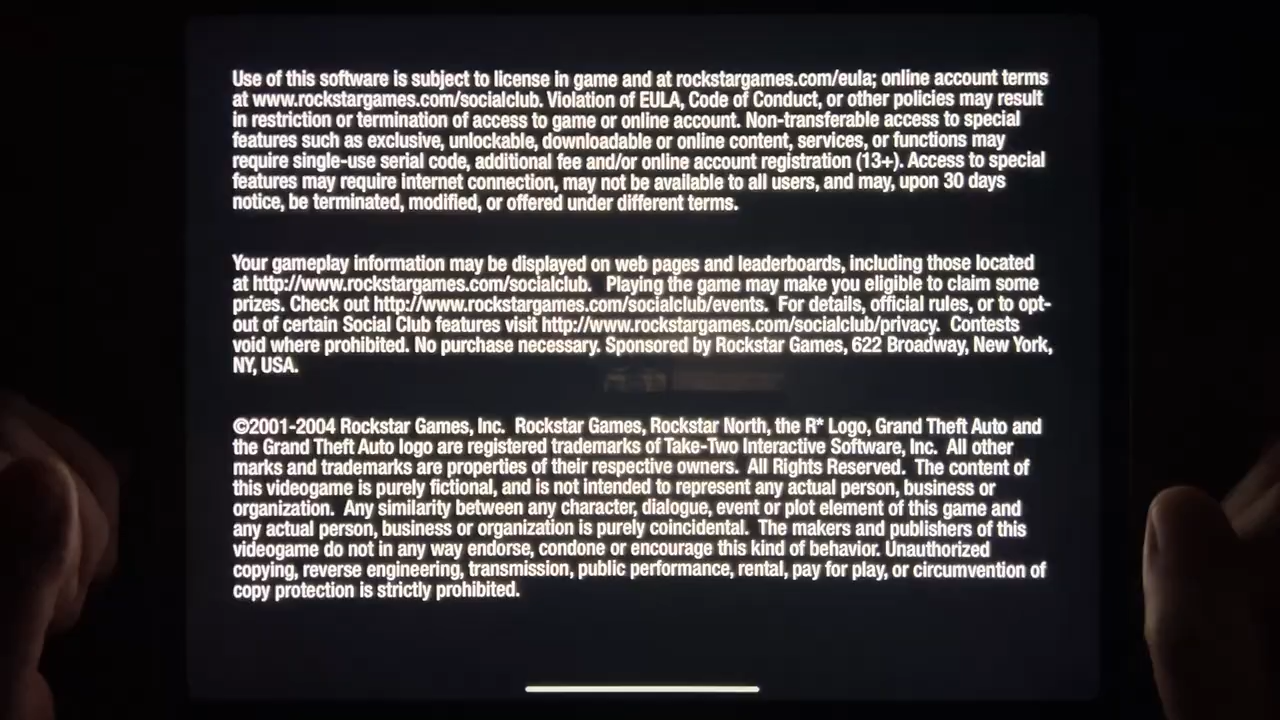 Use of this software is subject to license in game and at rockstargames.com/eula; online account terms
at www.rockstargames.com/socialclub. Violation of EULA, Code of Conduct, or other policies may result
in restriction or termination of access to game or online account. Non-transferable access to special
features such as exclusive, unlockable, downloadable or online content, services, or functions may
require single-use serial code, additional fee and/or online account registration (13+). Access to special
features may require internet connection, may not be available to all users, and may, upon 30 days
notice, be terminated, modified, or offered under different terms.
Your gameplay information may be displayed on web pages and leaderboards, including those located
at http://www.rockstargames.com/socialclub. Playing the game may make you eligible to claim some
prizes. Check out http://www.rockstargames.com/socialclub/events. For details, official rules, or to opt-
out of certain Social Club features visit http://www.rockstargames.com/socialclub/privacy. Contests
void where prohibited. No purchase necessary. Sponsored by Rockstar Games, 622 Broadway, New York,
NY, USA.
©2001-2004 Rockstar Games, Inc. Rockstar Games, Rockstar North, the R* Logo, Grand Theft Auto and
the Grand Theft Auto logo are registered trademarks of Take-Two Interactive Software, Inc. All other
marks and trademarks are properties of their respective owners. All Rights Reserved. The content of
this videogame is purely fictional, and is not intended to represent any actual person, business or
organization. Any similarity between any character, dialogue, event or plot element of this game and
any actual person, business or organization is purely coincidental. The makers and publishers of this
videogame do not in any way endorse, condone or encourage this kind of behavior. Unauthorized
copying, reverse engineering, transmission, public performance, rental, pay for play, or circumvention of
copy protection is strictly prohibited.